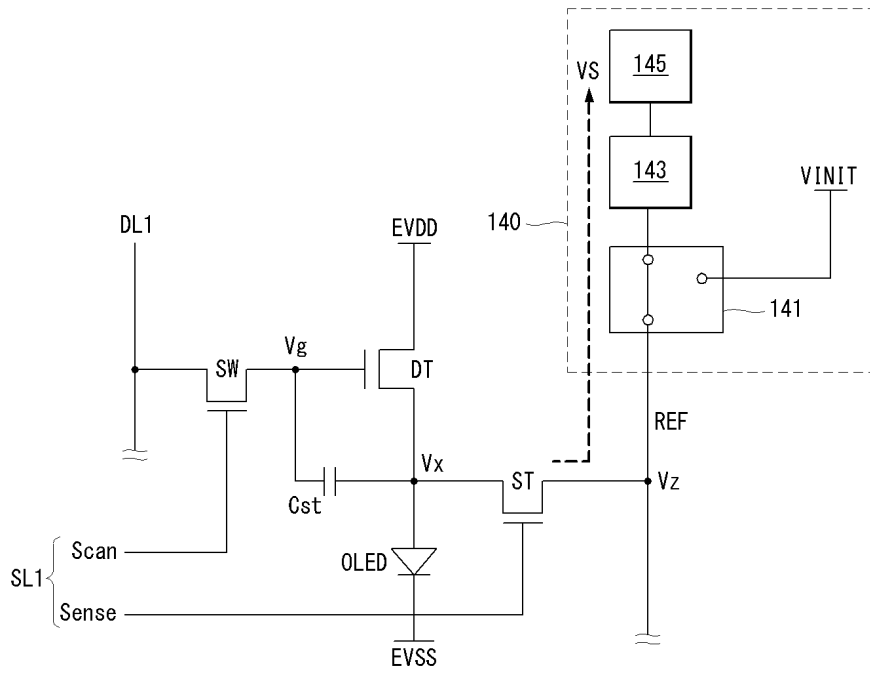 145
VS
143
VINIT
140
DL1
EVDD
141
Vg
SW
DT
REF
Vx
ST
Vz
Cst
Scan
OLED
SL1
Sense
EVSS